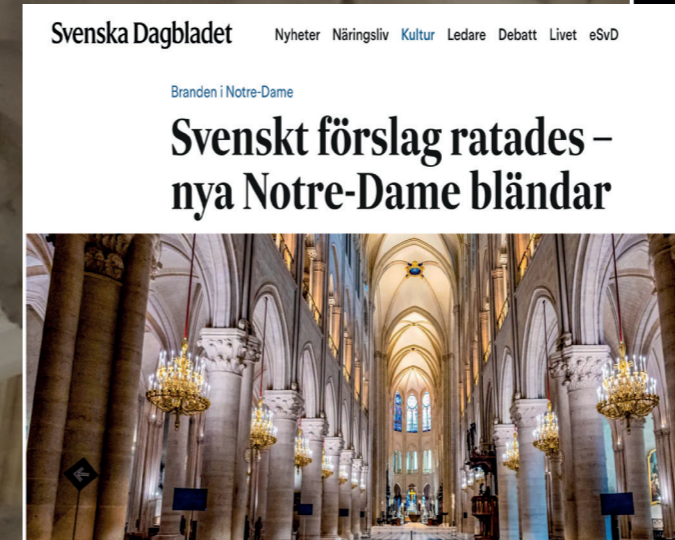 Svenska Dagbladet
Nyheter Näringsliv Kultur Ledare Debatt Livet eSvD
Branden i Notre-Dame
Svenskt förslag ratades –
nya Notre-Dame bländar